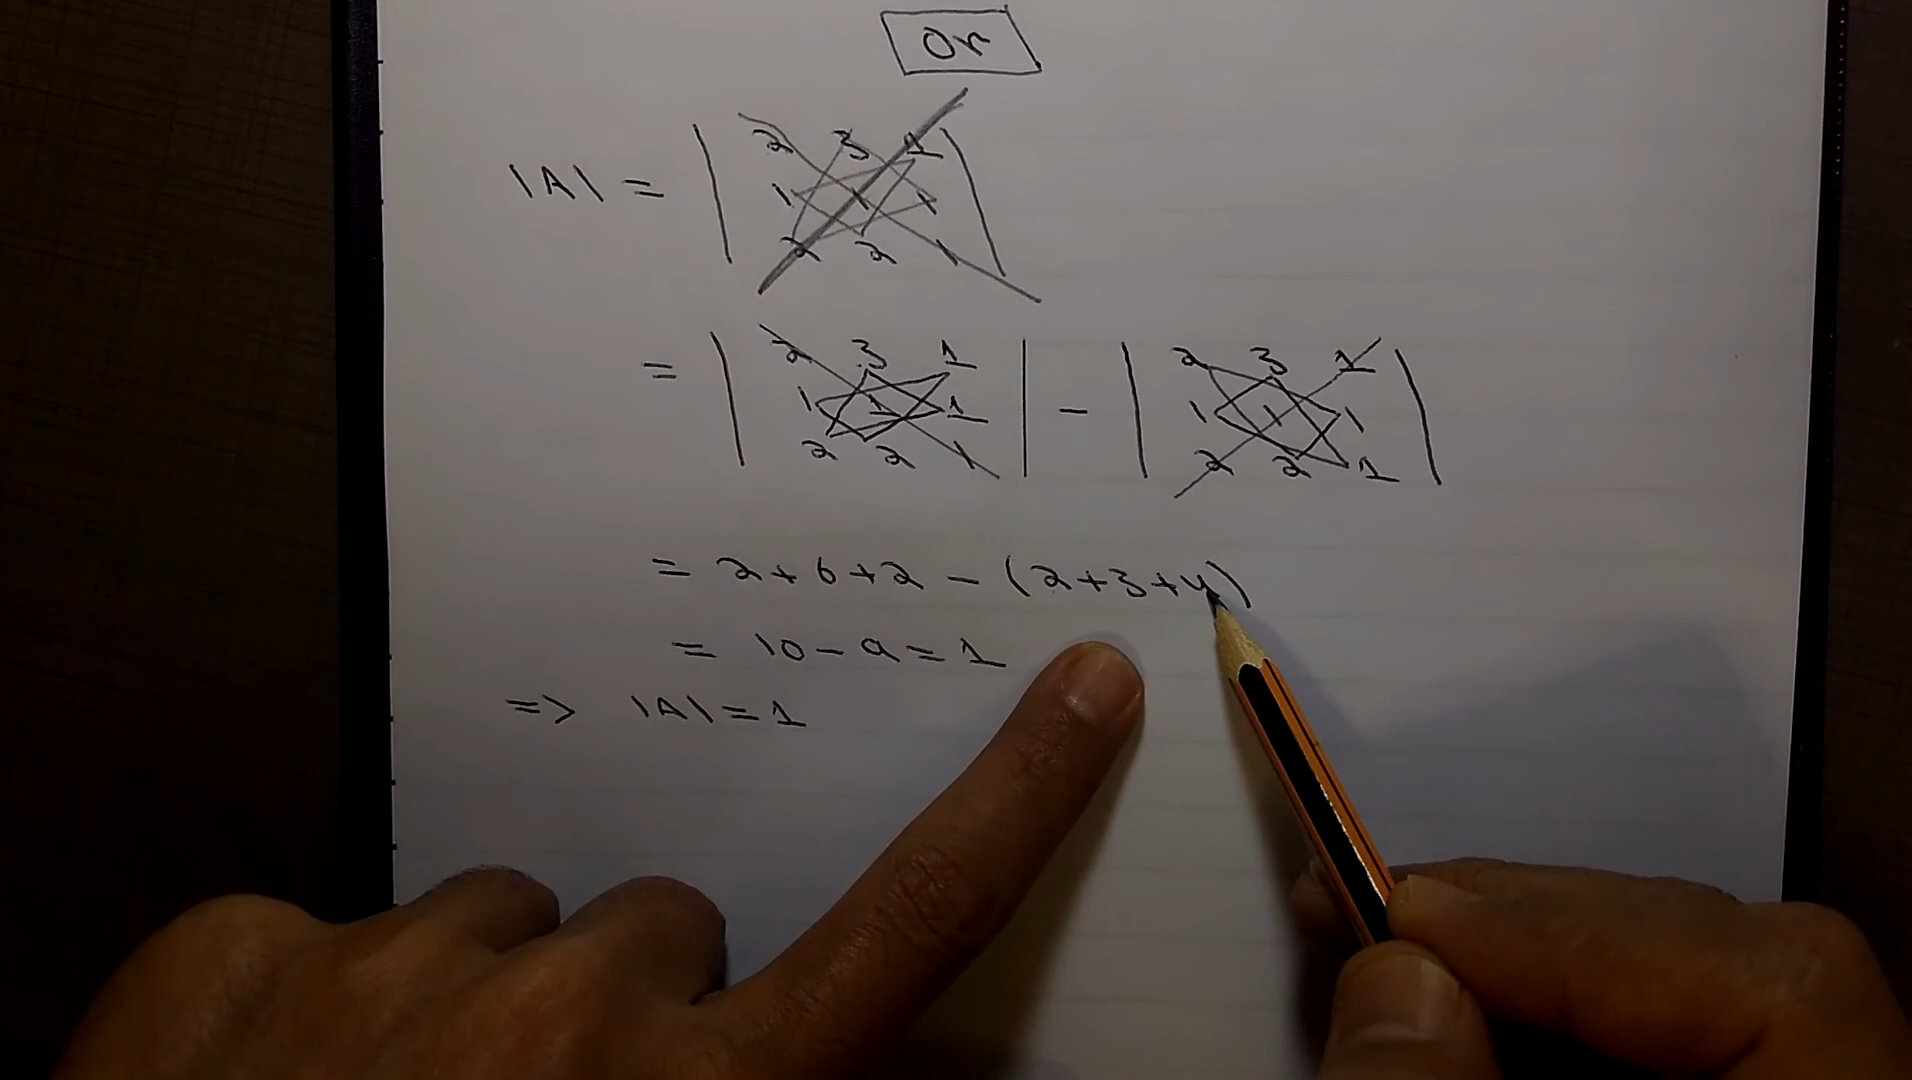 Or
|A| = | 2 3 1 |
1 1 1
2 2 1
= | 2 3 1 | - | 2 3 1 |
1 1 1 1 1 1
2 2 1 2 2 1
= 2+6+2 - (2+3+4)
= 10-9=1
=> |A|=1